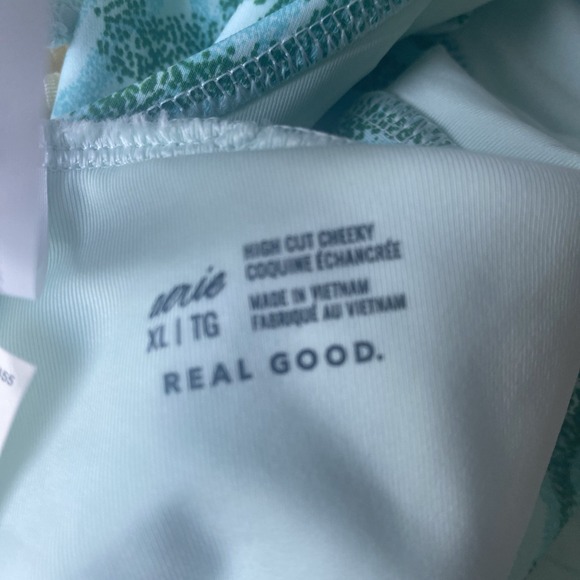 aerie
XL | TG
HIGH CUT CHEEKY
COQUINE ÉCHANCRÉE
MADE IN VIETNAM
FABRIQUÉ AU VIETNAM
REAL GOOD.